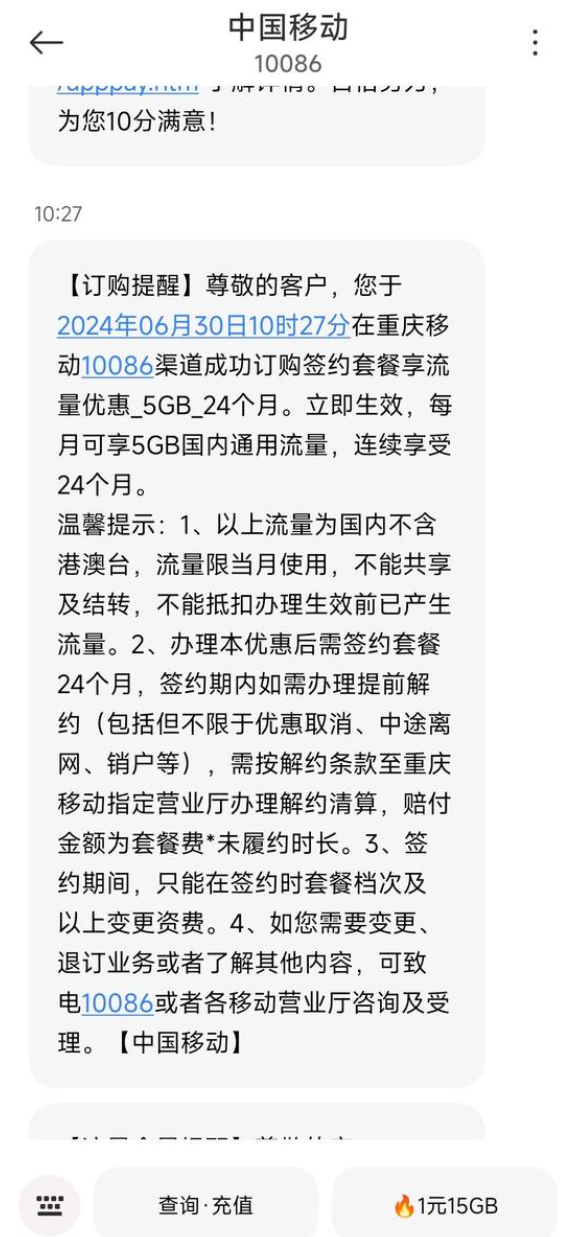 中国移动
10086
/apppay.htm 了解详情。百倍努力，
为您10分满意！
10:27
【订购提醒】尊敬的客户，您于
2024年06月30日10时27分在重庆移
动10086渠道成功订购签约套餐享流
量优惠_5GB_24个月。立即生效，每
月可享5GB国内通用流量，连续享受
24个月。
温馨提示：1、以上流量为国内不含
港澳台，流量限当月使用，不能共享
及结转，不能抵扣办理生效前已产生
流量。2、办理本优惠后需签约套餐
24个月，签约期内如需办理提前解
约（包括但不限于优惠取消、中途离
网、销户等），需按解约条款至重庆
移动指定营业厅办理解约清算，赔付
金额为套餐费*未履约时长。3、签
约期间，只能在签约时套餐档次及
以上变更资费。4、如您需要变更、
退订业务或者了解其他内容，可致
电10086或者各移动营业厅咨询及受
理。【中国移动】
查询·充值
🔥1元15GB